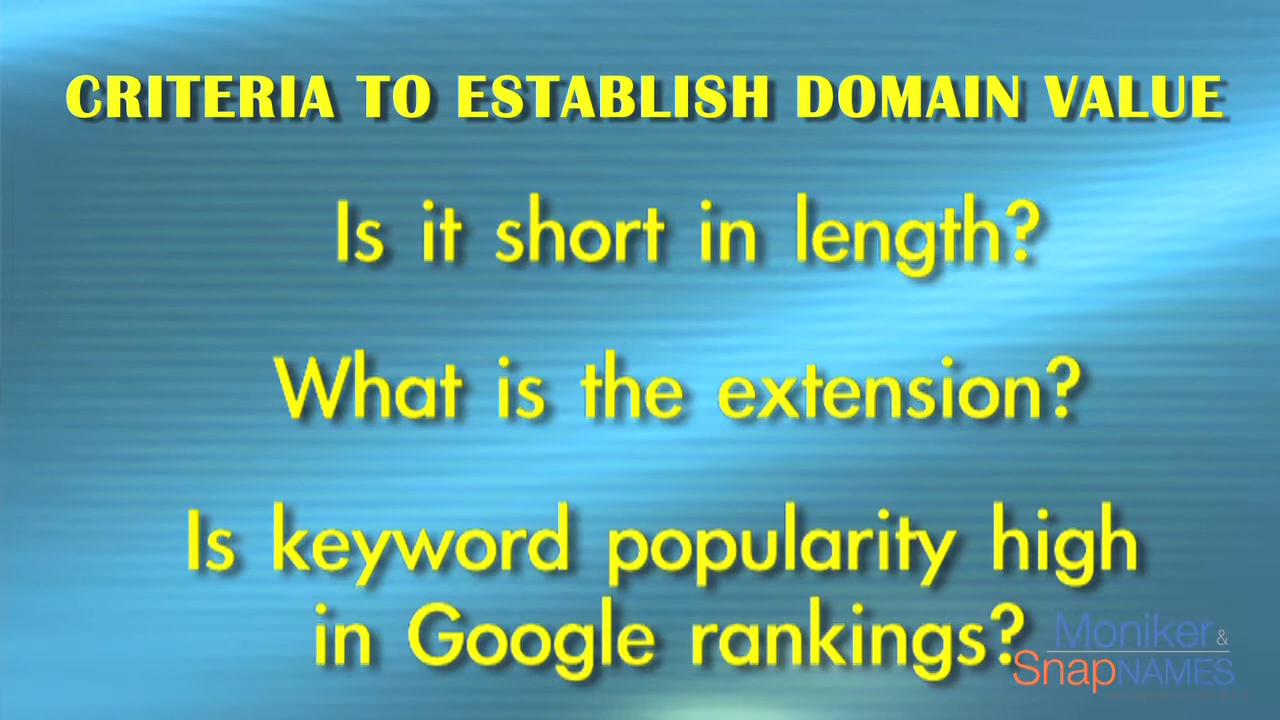 CRITERIA TO ESTABLISH DOMAIN VALUE
Is it short in length?
What is the extension?
Is keyword popularity high
in Google rankings?
Moniker &
SnapNAMES